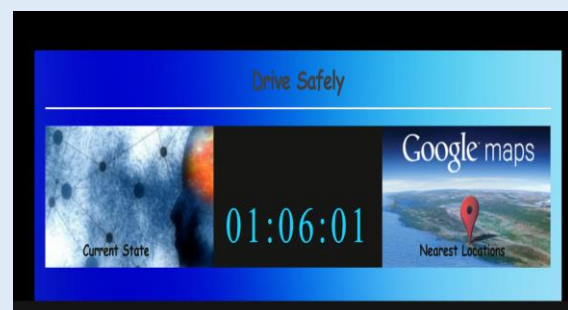 Drive Safely
Current State
01:06:01
Google maps
Nearest Locations